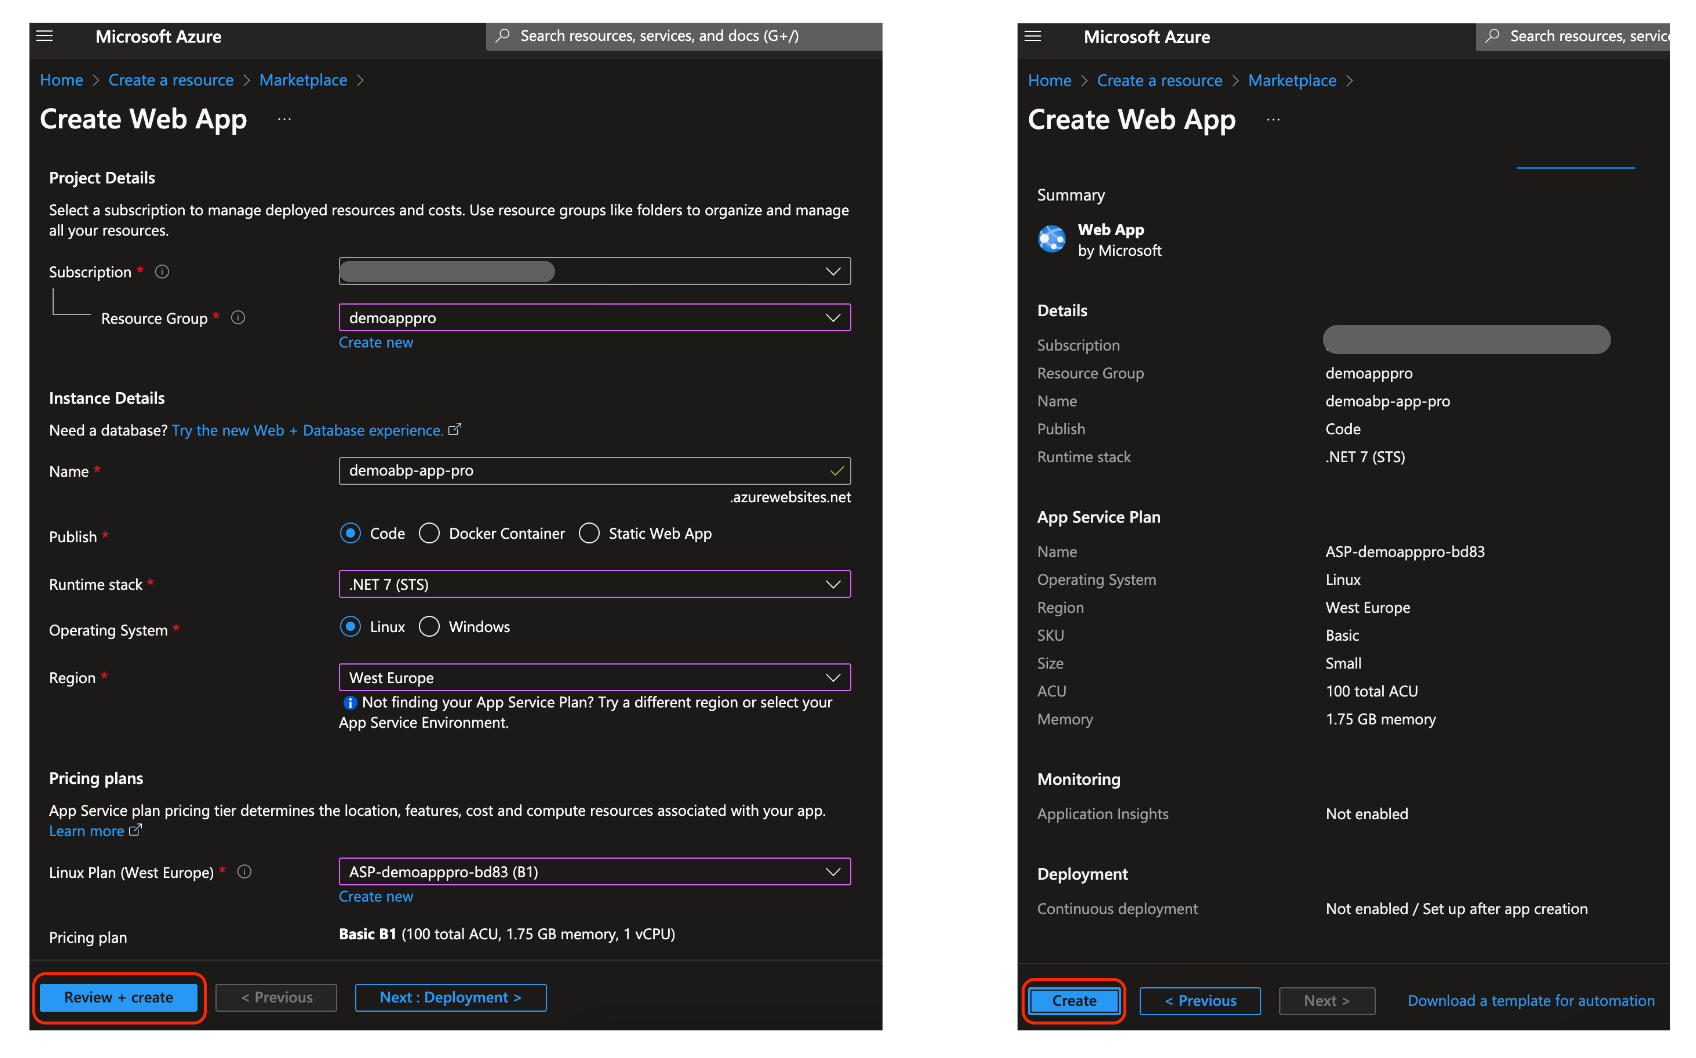 Microsoft Azure
Search resources, services, and docs (G+/)
Home > Create a resource > Marketplace >
Create Web App ...
Project Details
Select a subscription to manage deployed resources and costs. Use resource groups like folders to organize and manage
all your resources.
Subscription *
Resource Group * demoapppro
Create new
Instance Details
Need a database? Try the new Web + Database experience.
Name * demoabp-app-pro
.azurewebsites.net
Publish * Code Docker Container Static Web App
Runtime stack * .NET 7 (STS)
Operating System * Linux Windows
Region * West Europe
Not finding your App Service Plan? Try a different region or select your
App Service Environment.
Pricing plans
App Service plan pricing tier determines the location, features, cost and compute resources associated with your app.
Learn more
Linux Plan (West Europe) * ASP-demoapppro-bd83 (B1)
Create new
Pricing plan Basic B1 (100 total ACU, 1.75 GB memory, 1 vCPU)
Review + create < Previous Next : Deployment >
Microsoft Azure
Search resources, servic
Home > Create a resource > Marketplace >
Create Web App ...
Summary
Web App
by Microsoft
Details
Subscription
Resource Group demoapppro
Name demoabp-app-pro
Publish Code
Runtime stack .NET 7 (STS)
App Service Plan
Name ASP-demoapppro-bd83
Operating System Linux
Region West Europe
SKU Basic
Size Small
ACU 100 total ACU
Memory 1.75 GB memory
Monitoring
Application Insights Not enabled
Deployment
Continuous deployment Not enabled / Set up after app creation
Create < Previous Next > Download a template for automation